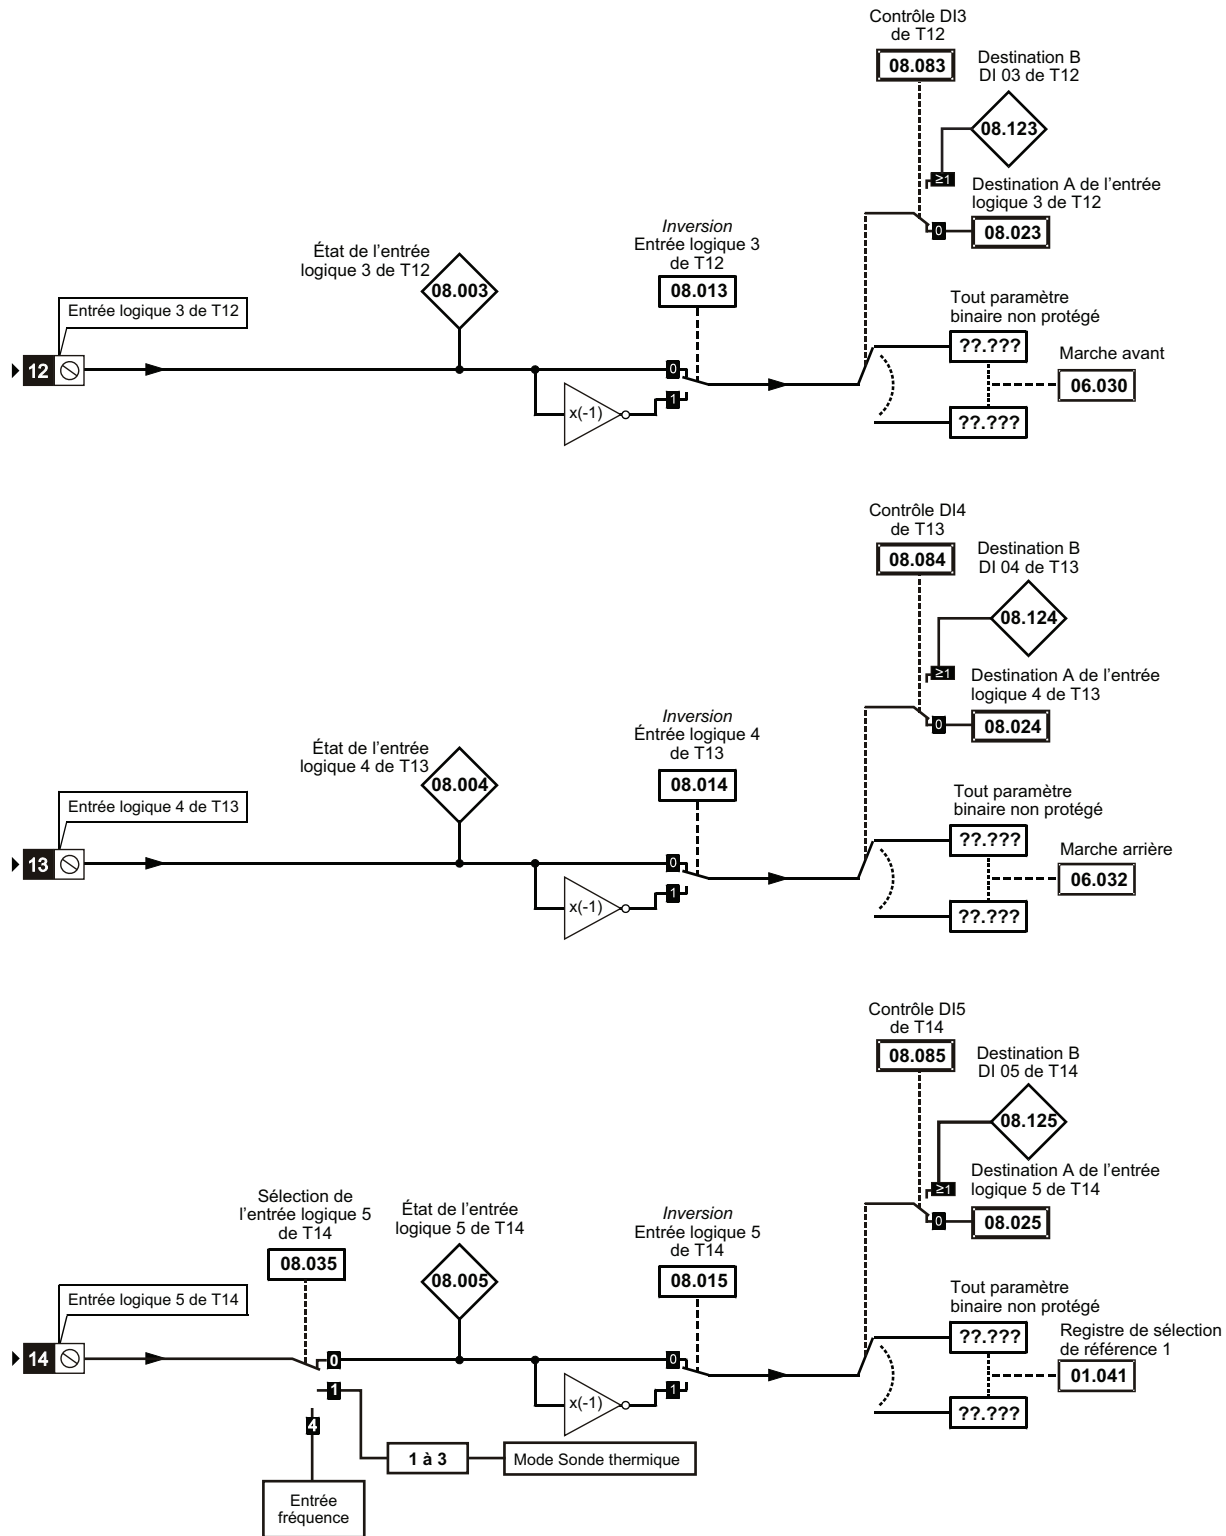 Contrôle DI3
de T12
08.083
Destination B
DI 03 de T12
08.123
≥1
Destination A de l'entrée
logique 3 de T12
0
08.023
Inversion
Entrée logique 3
de T12
08.013
État de l'entrée
logique 3 de T12
08.003
Entrée logique 3 de T12
12
0
1
x(-1)
Tout paramètre
binaire non protégé
??.???
Marche avant
06.030
??.???
Contrôle DI4
de T13
08.084
Destination B
DI 04 de T13
08.124
≥1
Destination A de l'entrée
logique 4 de T13
0
08.024
Inversion
Éntrée logique 4
de T13
08.014
État de l'entrée
logique 4 de T13
08.004
Entrée logique 4 de T13
13
0
1
x(-1)
Tout paramètre
binaire non protégé
??.???
Marche arrière
06.032
??.???
Contrôle DI5
de T14
08.085
Destination B
DI 05 de T14
08.125
≥1
Destination A de l'entrée
logique 5 de T14
0
08.025
Sélection de
l'entrée logique 5
de T14
08.035
État de l'entrée
logique 5 de T14
08.005
Inversion
Entrée logique 5
de T14
08.015
Entrée logique 5 de T14
14
0
1
4
0
1
x(-1)
Tout paramètre
binaire non protégé
??.???
Registre de sélection
de référence 1
01.041
??.???
1 à 3
Mode Sonde thermique
Entrée
fréquence